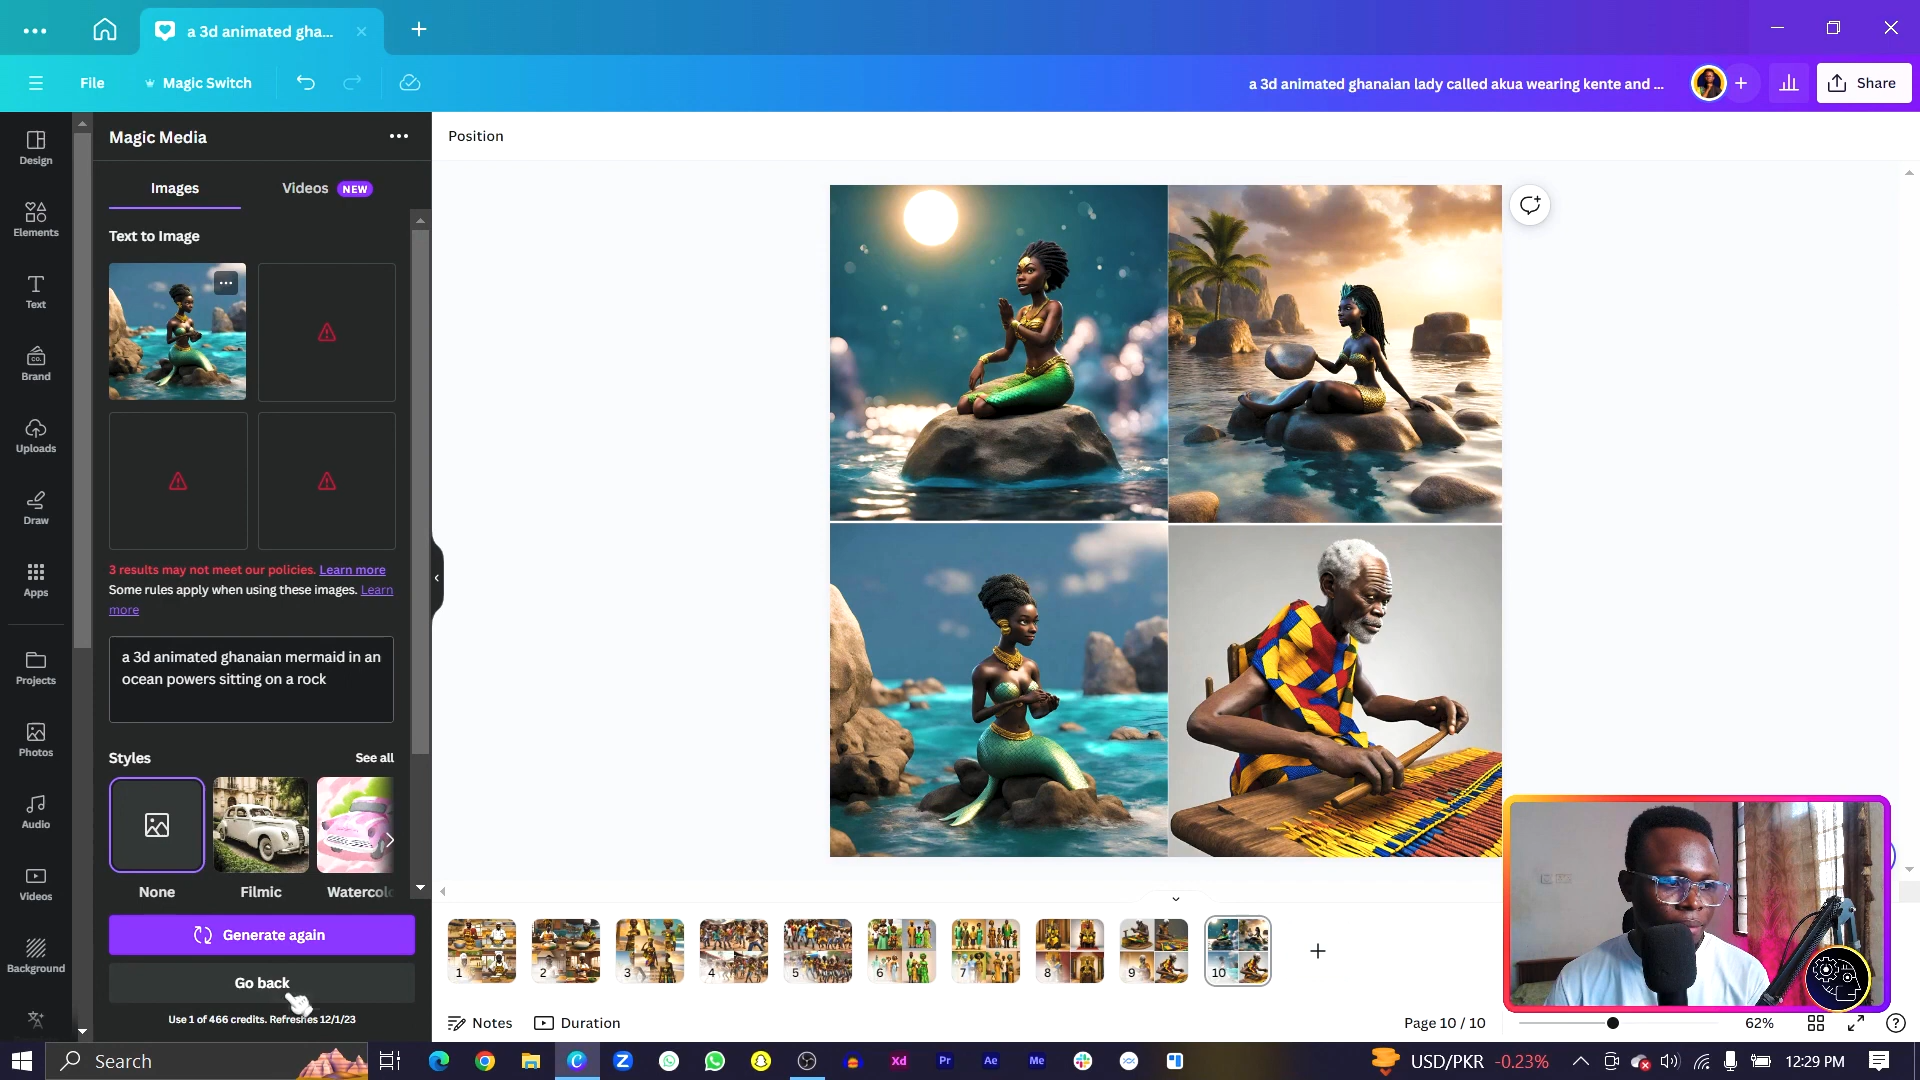 a 3d animated gha...
File
Magic Switch
a 3d animated ghanaian lady called akua wearing kente and ...
Share
Design
Elements
Text
Brand
Uploads
Draw
Apps
Projects
Photos
Audio
Videos
Background
Magic Media
Images
Videos NEW
Text to Image
3 results may not meet our policies. Learn more
Some rules apply when using these images. Learn
more
a 3d animated ghanaian mermaid in an
ocean powers sitting on a rock
Styles
See all
None
Filmic
Watercolo
Generate again
Go back
Use 1 of 466 credits. Refreshes 12/1/23
Position
1 2 3 4 5 6 7 8 9 10
Notes
Duration
Page 10 / 10
62%
Search
Xd
Pr
Ae
Me
USD/PKR -0.23%
12:29 PM